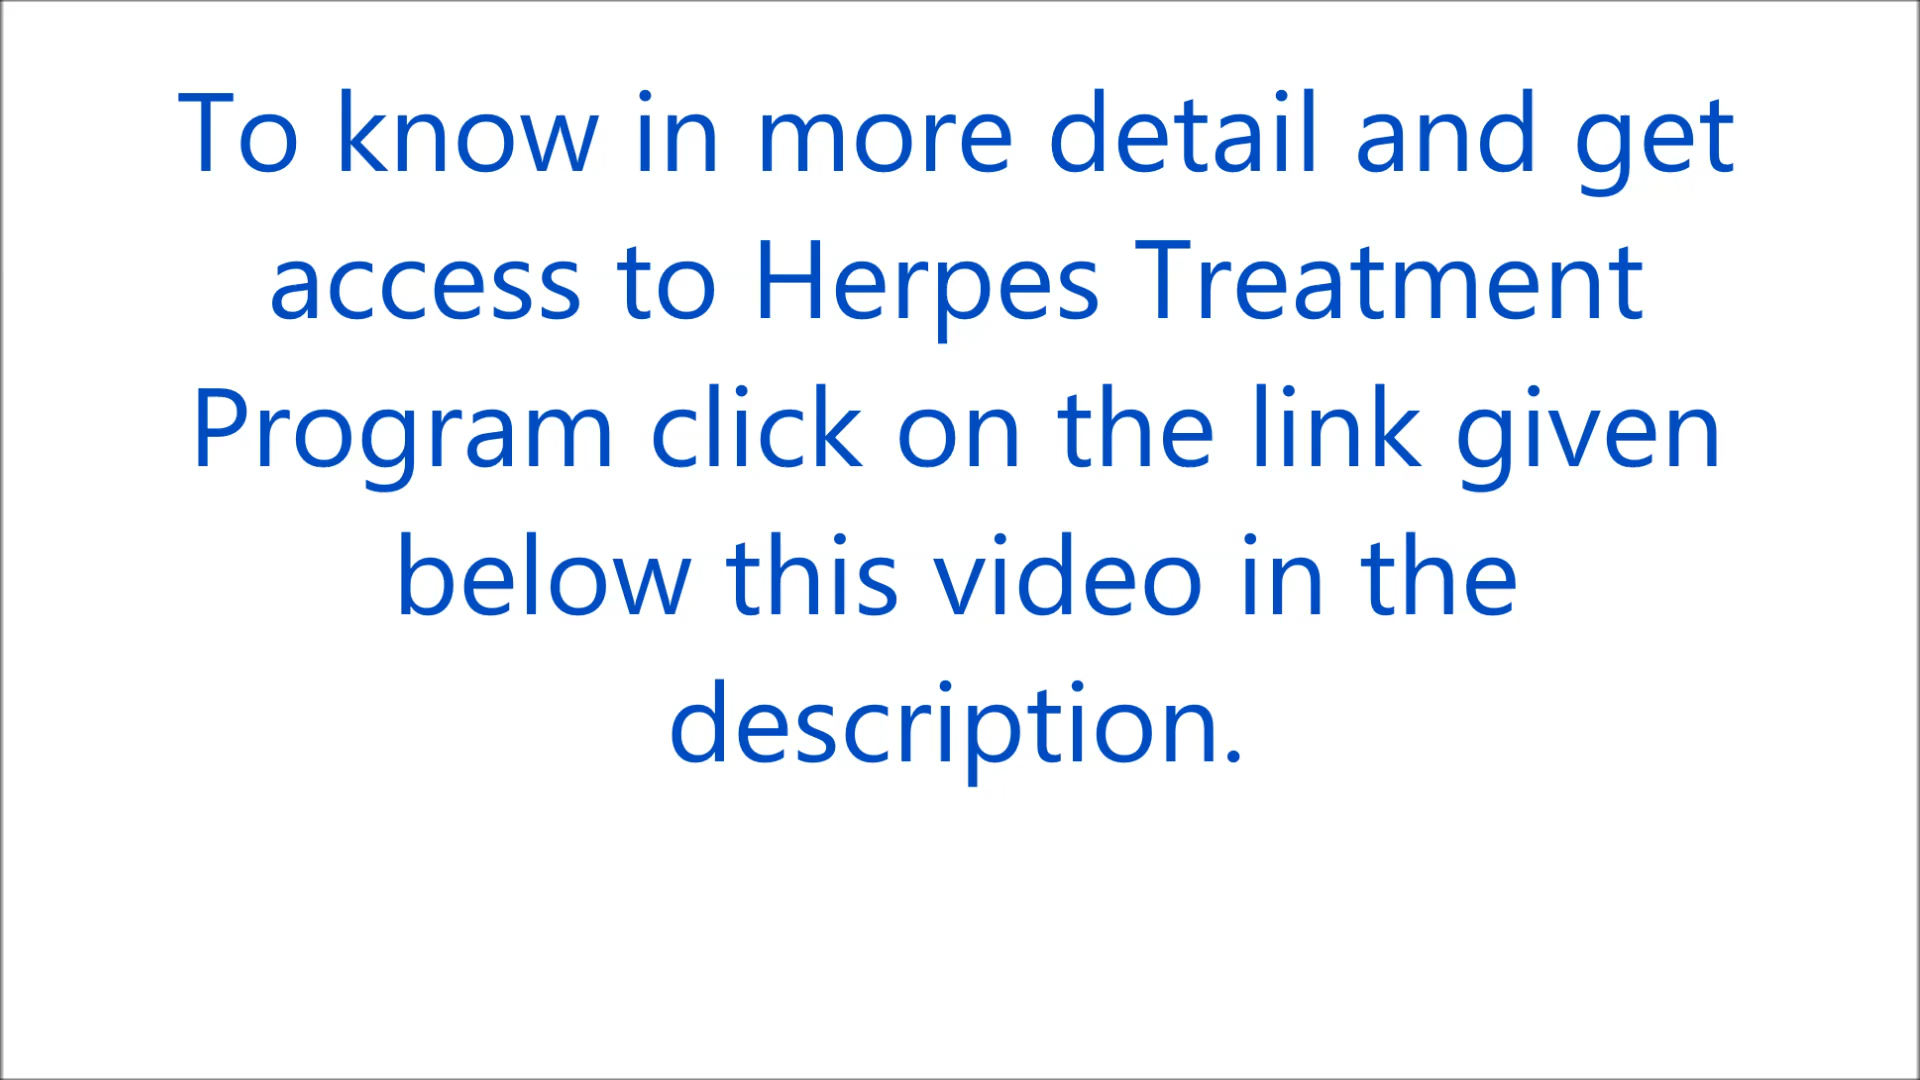 To know in more detail and get
access to Herpes Treatment
Program click on the link given
below this video in the
description.